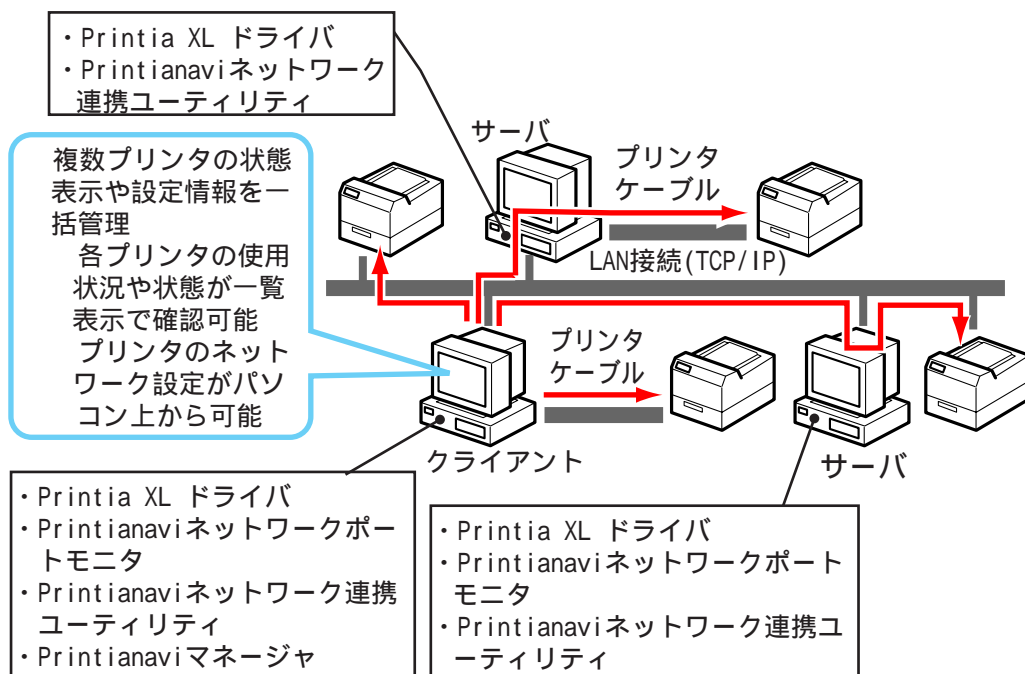 ・Printia XL ドライバ
・Printianaviネットワーク
連携ユーティリティ
サーバ
プリンタ
ケーブル
複数プリンタの状態
表示や設定情報を一
括管理
各プリンタの使用
状況や状態が一覧
表示で確認可能
プリンタのネット
ワーク設定がパソ
コン上から可能
LAN接続(TCP/IP)
プリンタ
ケーブル
クライアント
サーバ
・Printia XL ドライバ
・Printianaviネットワークポー
トモニタ
・Printianaviネットワーク連携
ユーティリティ
・Printianaviマネージャ
・Printia XL ドライバ
・Printianaviネットワークポート
モニタ
・Printianaviネットワーク連携ユ
ーティリティ